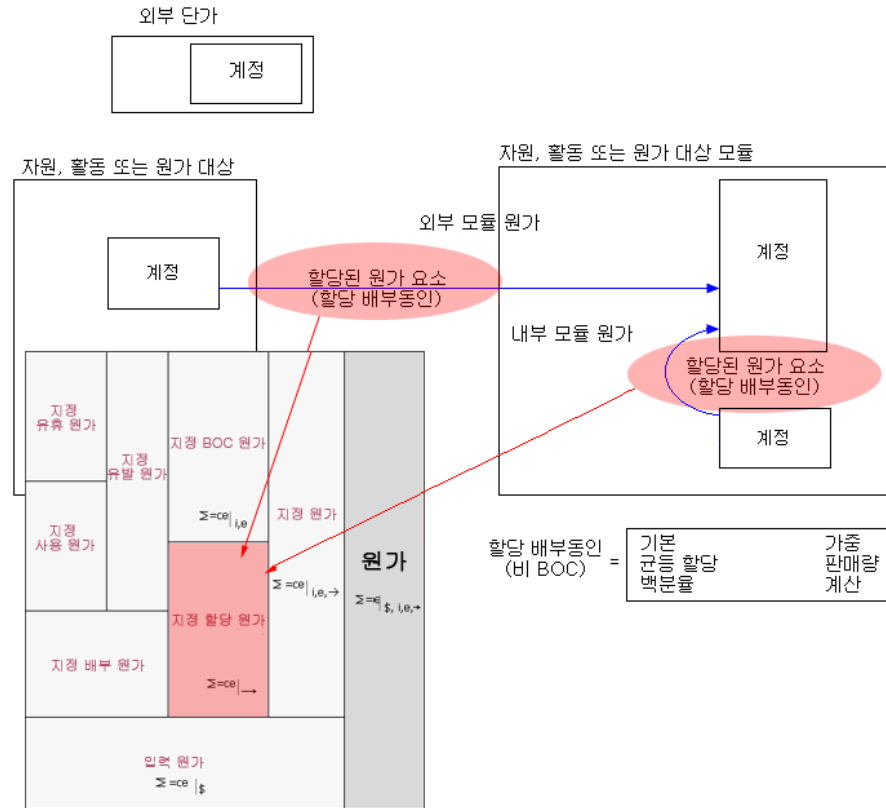 외부 단가
계정
자원, 활동 또는 원가 대상
자원, 활동 또는 원가 대상 모듈
외부 모듈 원가
계정
계정
할당된 원가 요소
(할당 배부동인)
내부 모듈 원가
할당된 원가 요소
(할당 배부동인)
계정
지정
유휴 원가
지정
유발 원가
지정 BOC 원가
Σ=ce|i,e
지정
사용 원가
지정 원가
Σ=ce|i,e,→
원가
Σ=ce|$, i,e,→
지정 할당 원가
Σ=ce|→
지정 배부 원가
입력 원가
Σ=ce |$
할당 배부동인
(비 BOC)
=
기본 가중
균등 할당 판매량
백분율 계산